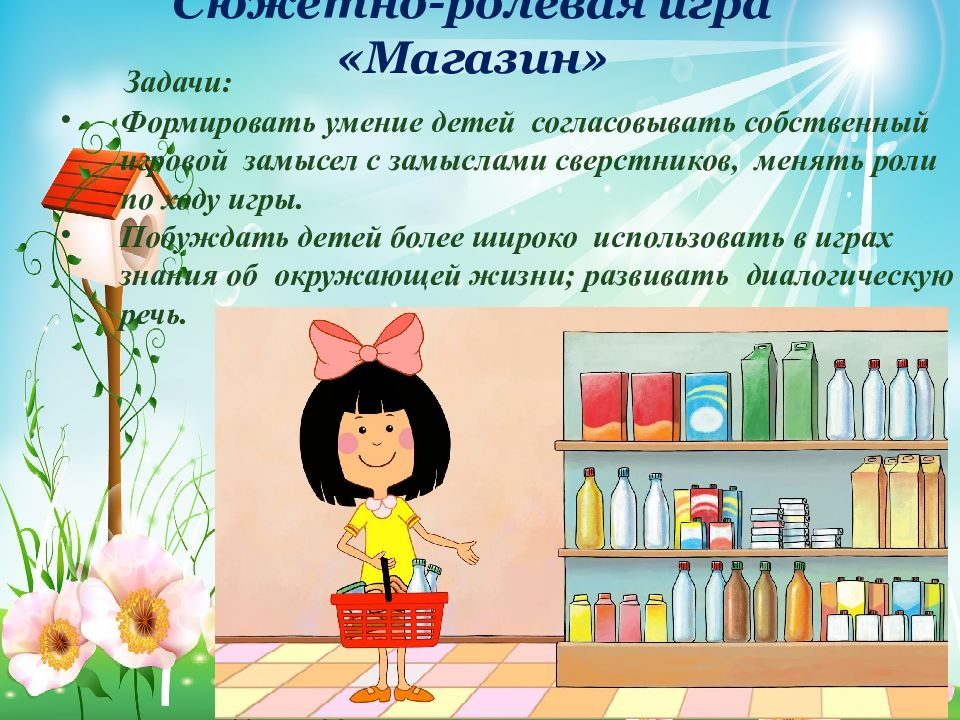 Сюжетно-ролевая игра
«Магазин»
Задачи:
• Формировать умение детей согласовывать собственный
игровой замысел с замыслами сверстников, менять роли
по ходу игры.
• Побуждать детей более широко использовать в играх
знания об окружающей жизни; развивать диалогическую
речь.